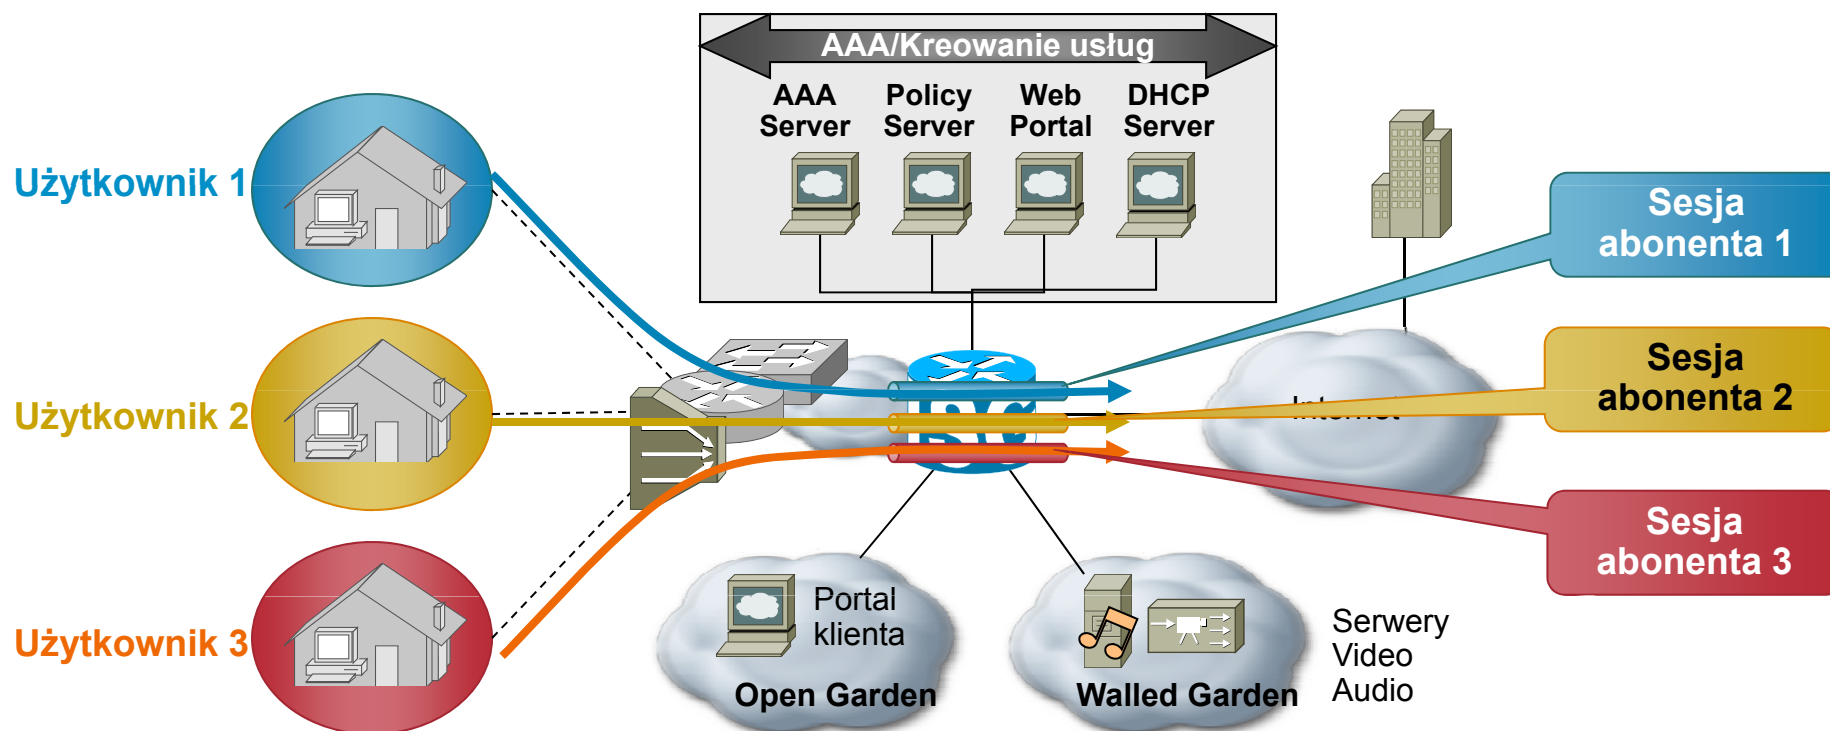 AAA/Kreowanie usług
AAA
Server
Policy
Server
Web
Portal
DHCP
Server
Użytkownik 1
Sesja
abonenta 1
Użytkownik 2
Internet
Sesja
abonenta 2
Sesja
abonenta 3
Użytkownik 3
Portal
klienta
Open Garden
Walled Garden
Serwery
Video
Audio